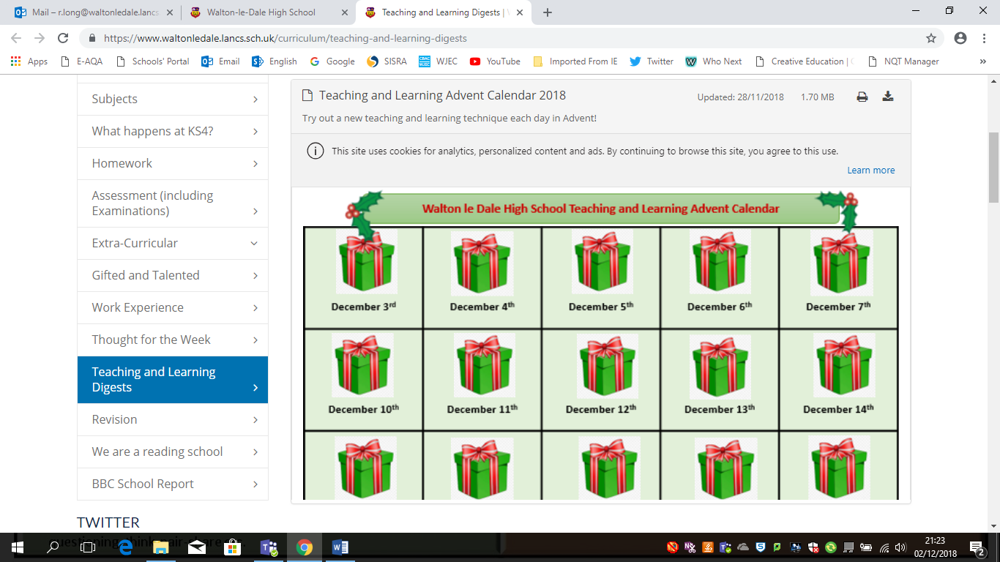 Mail – r.long@waltonledale.lancs.
Walton-le-Dale High School
Teaching and Learning Digests |
https://www.waltonledale.lancs.sch.uk/curriculum/teaching-and-learning-digests
Apps E-AQA Schools' Portal Email English Google SISRA WJEC YouTube Imported From IE Twitter Who Next Creative Education | NQT Manager »
Subjects
What happens at KS4?
Homework
Assessment (including
Examinations)
Extra-Curricular
Gifted and Talented
Work Experience
Thought for the Week
Teaching and Learning
Digests
Revision
We are a reading school
BBC School Report
TWITTER
Teaching and Learning Advent Calendar 2018
Updated: 28/11/2018 1.70 MB
Try out a new teaching and learning technique each day in Advent!
This site uses cookies for analytics, personalized content and ads. By continuing to browse this site, you agree to this use.
Learn more
Walton le Dale High School Teaching and Learning Advent Calendar
December 3rd December 4th December 5th December 6th December 7th
December 10th December 11th December 12th December 13th December 14th
questioning, think-pair-share
21:23
02/12/2018
2